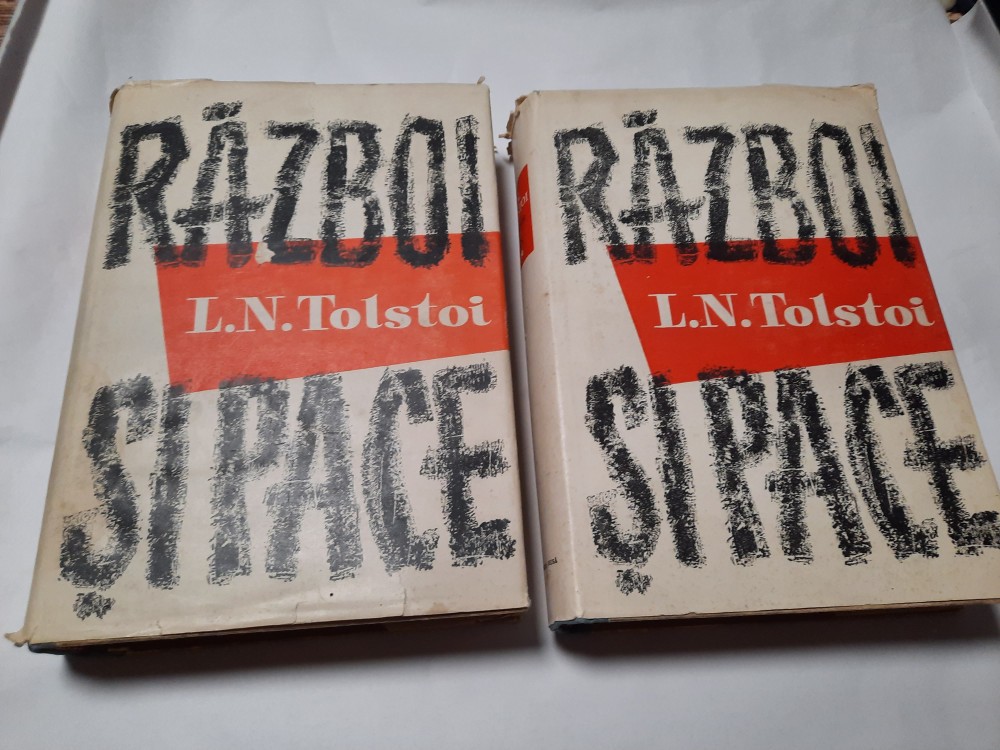 RĂZBOI
L.N. Tolstoi
ȘI PACE
RĂZBOI
L.N. Tolstoi
ȘI PACE